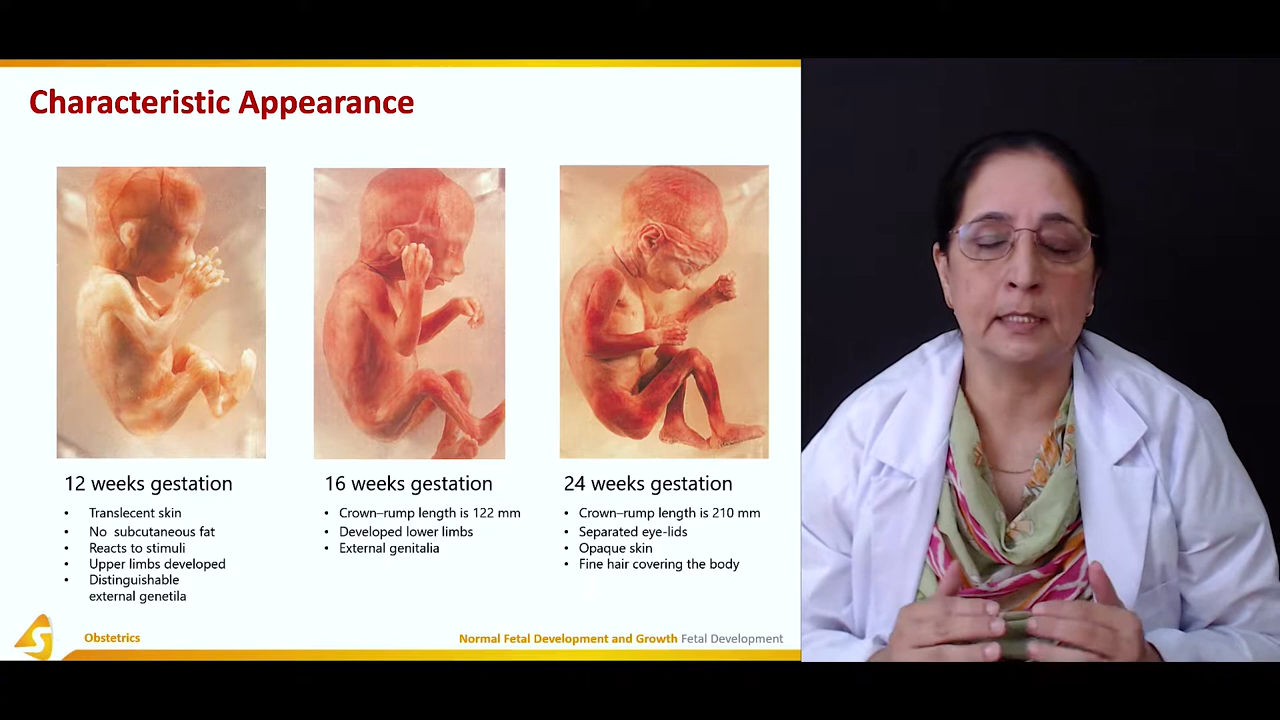 Characteristic Appearance
12 weeks gestation
• Translecent skin
• No subcutaneous fat
• Reacts to stimuli
• Upper limbs developed
• Distinguishable
external genetila
16 weeks gestation
• Crown–rump length is 122 mm
• Developed lower limbs
• External genitalia
24 weeks gestation
• Crown–rump length is 210 mm
• Separated eye-lids
• Opaque skin
• Fine hair covering the body
Obstetrics
Normal Fetal Development and Growth Fetal Development